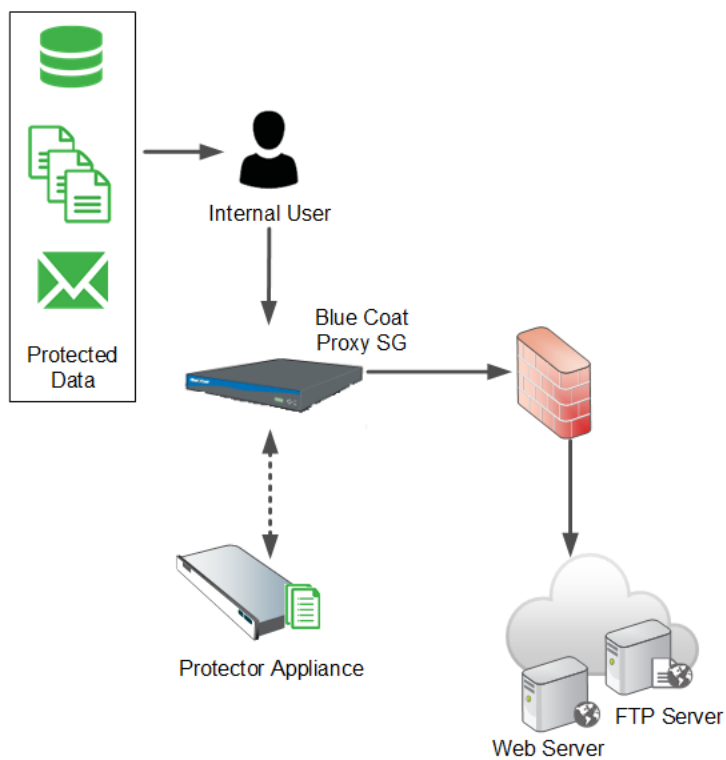 Internal User
Blue Coat
Proxy SG
Protected
Data
Protector Appliance
FTP Server
Web Server